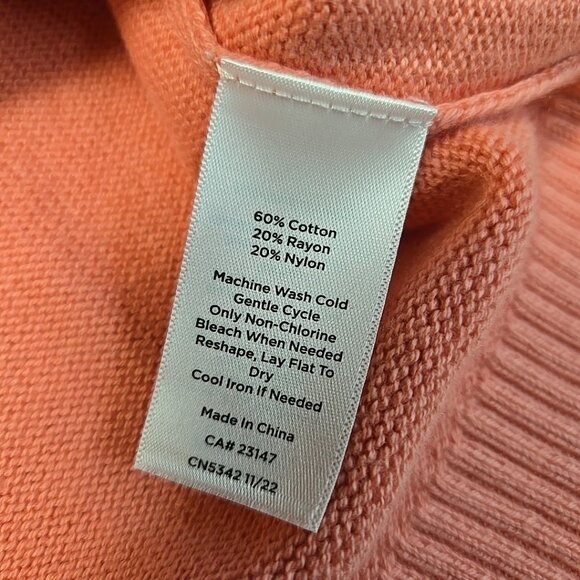 60% Cotton
20% Rayon
20% Nylon
Machine Wash Cold
Gentle Cycle
Only Non-Chlorine
Bleach When Needed
Reshape, Lay Flat To
Dry
Cool Iron If Needed
Made In China
CA# 23147
CN5342 11/22